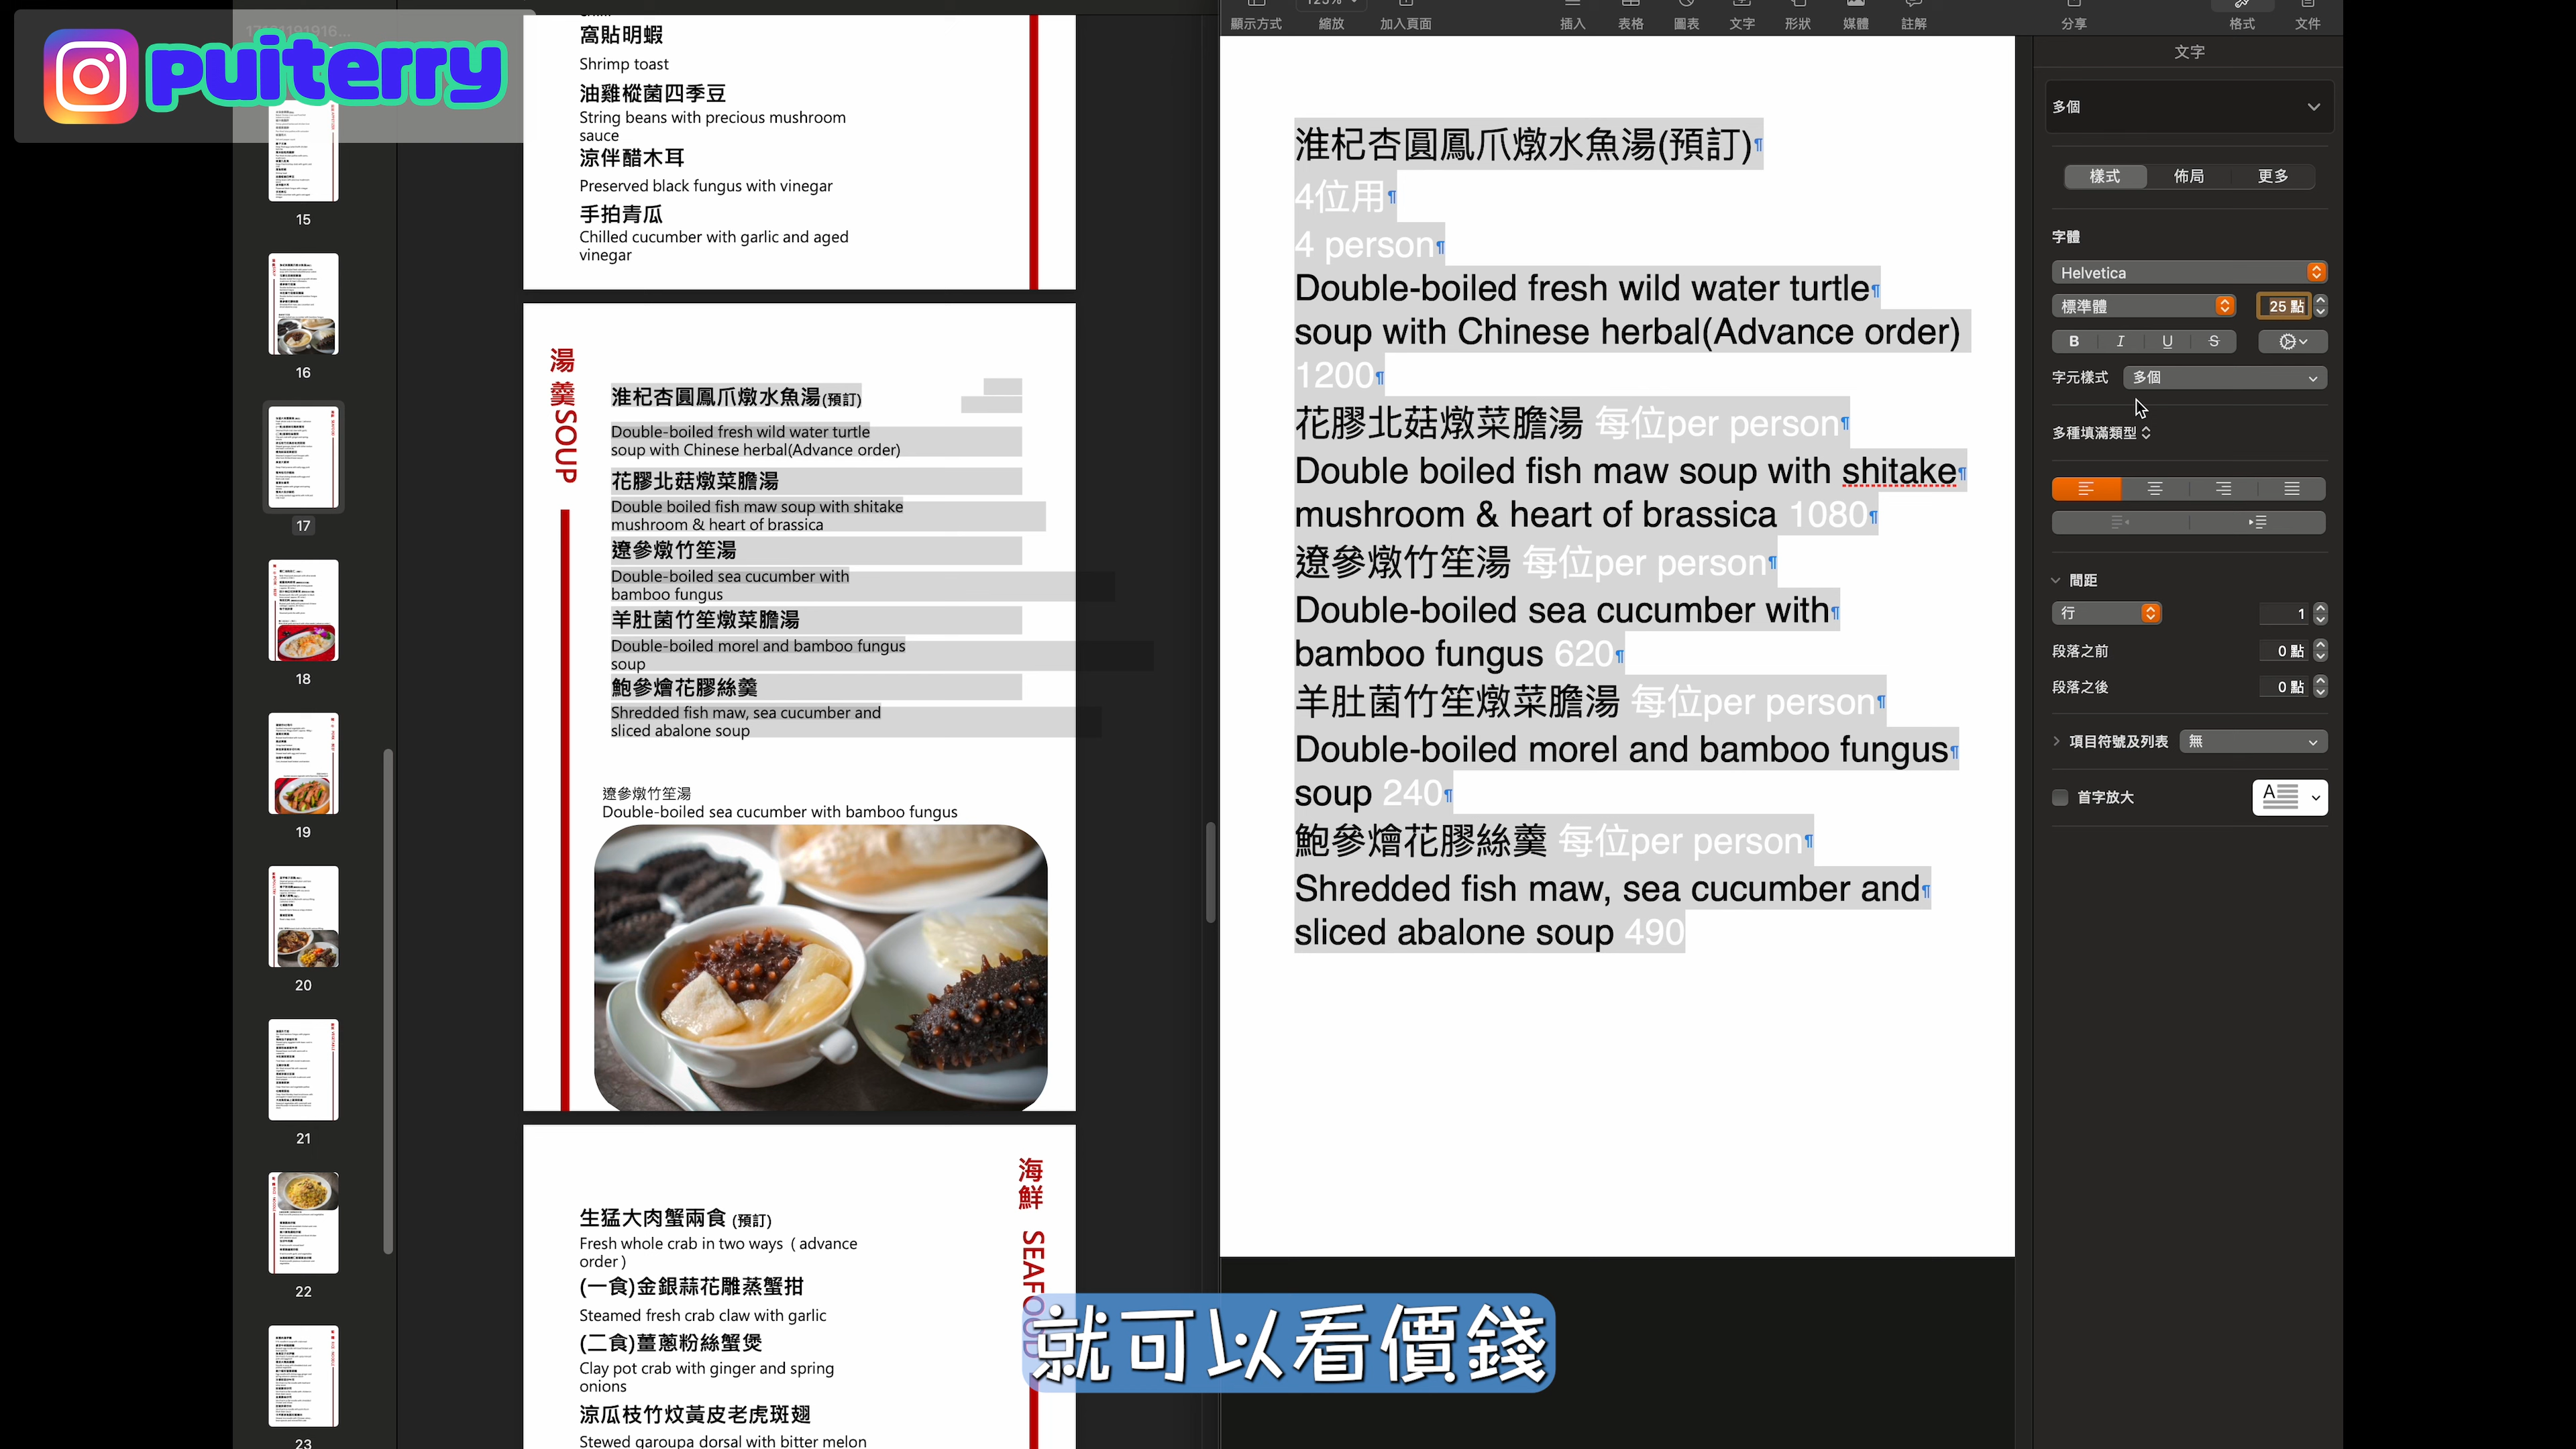 17181191916...
puiterry
15
16
17
18
19
20
21
22
23
窩貼明蝦
Shrimp toast
油雞樅菌四季豆
String beans with precious mushroom
sauce
涼伴醋木耳
Preserved black fungus with vinegar
手拍青瓜
Chilled cucumber with garlic and aged
vinegar
湯羹SOUP
淮杞杏圓鳳爪燉水魚湯(預訂)
Double-boiled fresh wild water turtle
soup with Chinese herbal(Advance order)
花膠北菇燉菜膽湯
Double boiled fish maw soup with shitake
mushroom & heart of brassica
遼參燉竹笙湯
Double-boiled sea cucumber with
bamboo fungus
羊肚菌竹笙燉菜膽湯
Double-boiled morel and bamboo fungus
soup
鮑參燴花膠絲羹
Shredded fish maw, sea cucumber and
sliced abalone soup
遼參燉竹笙湯
Double-boiled sea cucumber with bamboo fungus
海鮮 SEAFOOD
生猛大肉蟹兩食 (預訂)
Fresh whole crab in two ways ( advance
order )
(一食)金銀蒜花雕蒸蟹拑
Steamed fresh crab claw with garlic
(二食)薑蔥粉絲蟹煲
Clay pot crab with ginger and spring
onions
涼瓜枝竹炆黃皮老虎斑翅
Stewed garoupa dorsal with bitter melon
125%
顯示方式 縮放 加入頁面 插入 表格 圖表 文字 形狀 媒體 註解 分享 格式 文件
淮杞杏圓鳳爪燉水魚湯(預訂)¶
4位用¶
4 person¶
Double-boiled fresh wild water turtle¶
soup with Chinese herbal(Advance order)
1200¶
花膠北菇燉菜膽湯 每位per person¶
Double boiled fish maw soup with shitake¶
mushroom & heart of brassica 1080¶
遼參燉竹笙湯 每位per person¶
Double-boiled sea cucumber with¶
bamboo fungus 620¶
羊肚菌竹笙燉菜膽湯 每位per person¶
Double-boiled morel and bamboo fungus¶
soup 240¶
鮑參燴花膠絲羹 每位per person¶
Shredded fish maw, sea cucumber and¶
sliced abalone soup 490
文字
多個
樣式 佈局 更多
字體
Helvetica
標準體 25 點
B I U S
字元樣式 多個
多種填滿類型
間距
行 1
段落之前 0 點
段落之後 0 點
項目符號及列表 無
首字放大 A
就可以看價錢